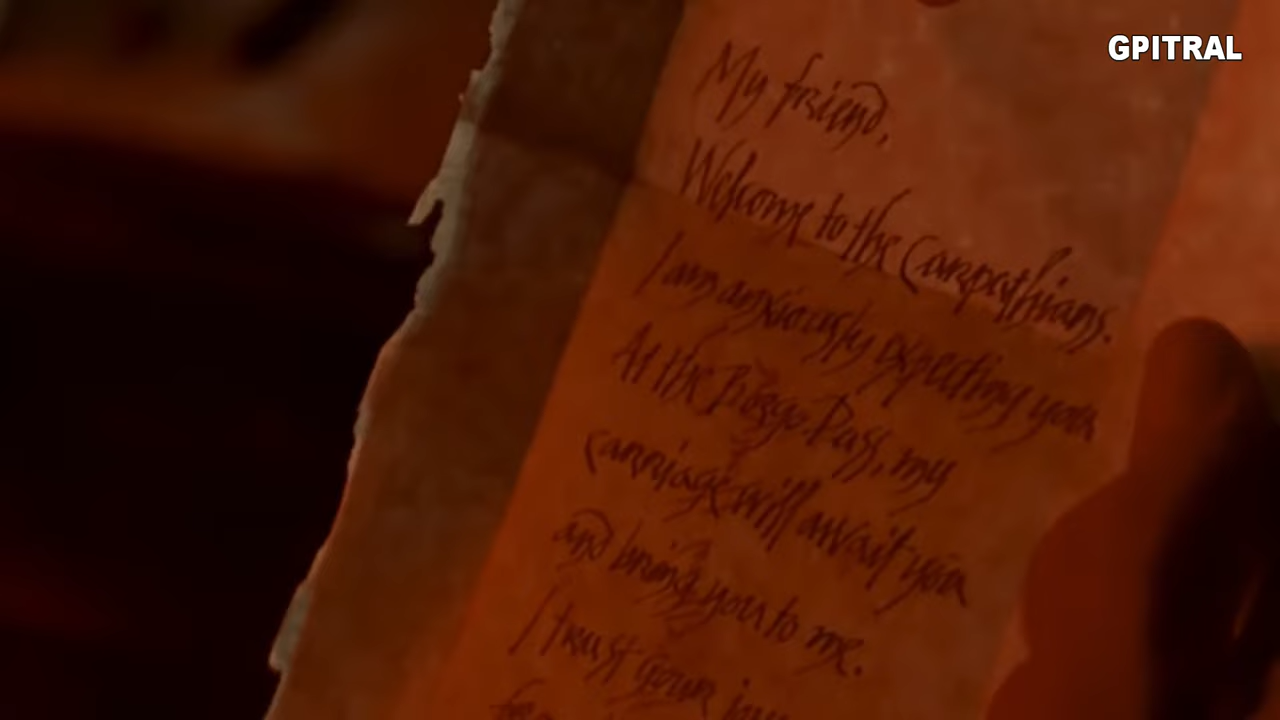 GPITRAL
My friend,
Welcome to the Carpathians.
I am anxiously expecting you
At the Borgo Pass, my
carriage will await you
and bring you to me.
I trust your